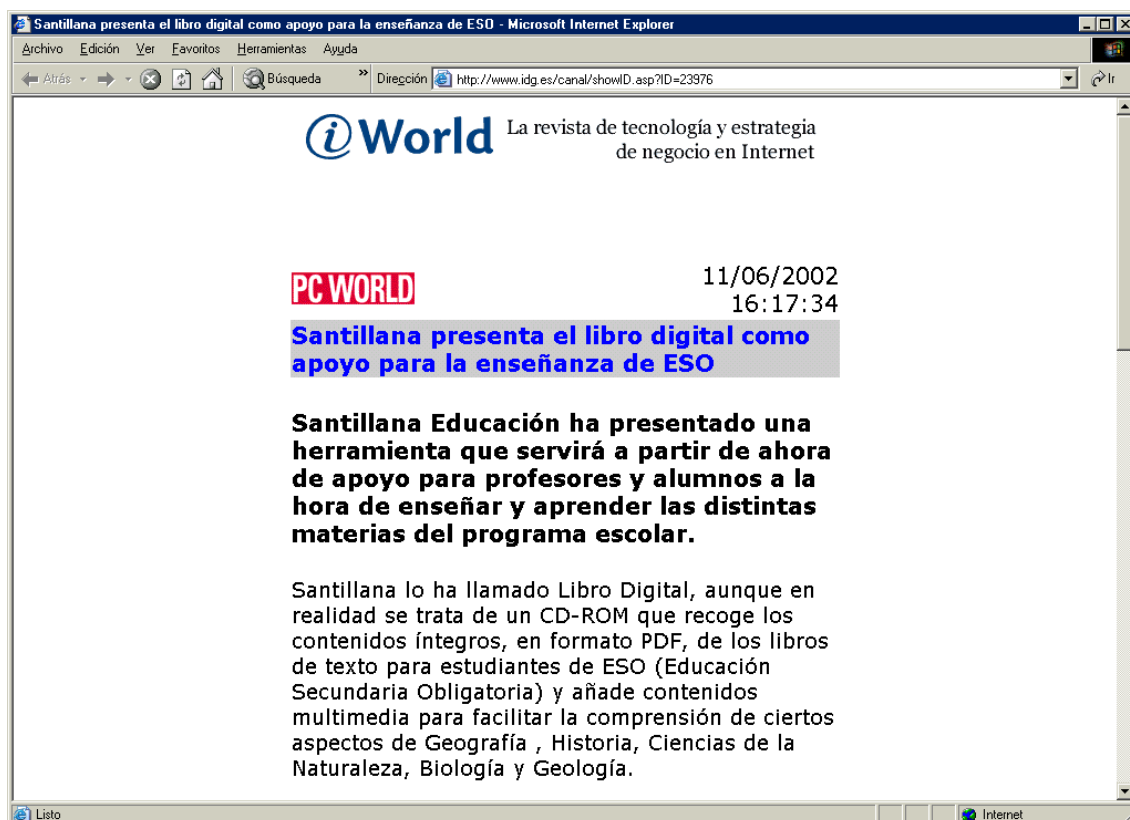 Santillana presenta el libro digital como apoyo para la enseñanza de ESO - Microsoft Internet Explorer
Archivo Edición Ver Favoritos Herramientas Ayuda
Atrás Búsqueda » Dirección http://www.idg.es/canal/showID.asp?ID=23976 Ir
i World La revista de tecnología y estrategia
de negocio en Internet
PC WORLD 11/06/2002
16:17:34
Santillana presenta el libro digital como
apoyo para la enseñanza de ESO
Santillana Educación ha presentado una
herramienta que servirá a partir de ahora
de apoyo para profesores y alumnos a la
hora de enseñar y aprender las distintas
materias del programa escolar.
Santillana lo ha llamado Libro Digital, aunque en
realidad se trata de un CD-ROM que recoge los
contenidos íntegros, en formato PDF, de los libros
de texto para estudiantes de ESO (Educación
Secundaria Obligatoria) y añade contenidos
multimedia para facilitar la comprensión de ciertos
aspectos de Geografía , Historia, Ciencias de la
Naturaleza, Biología y Geología.
Listo Internet